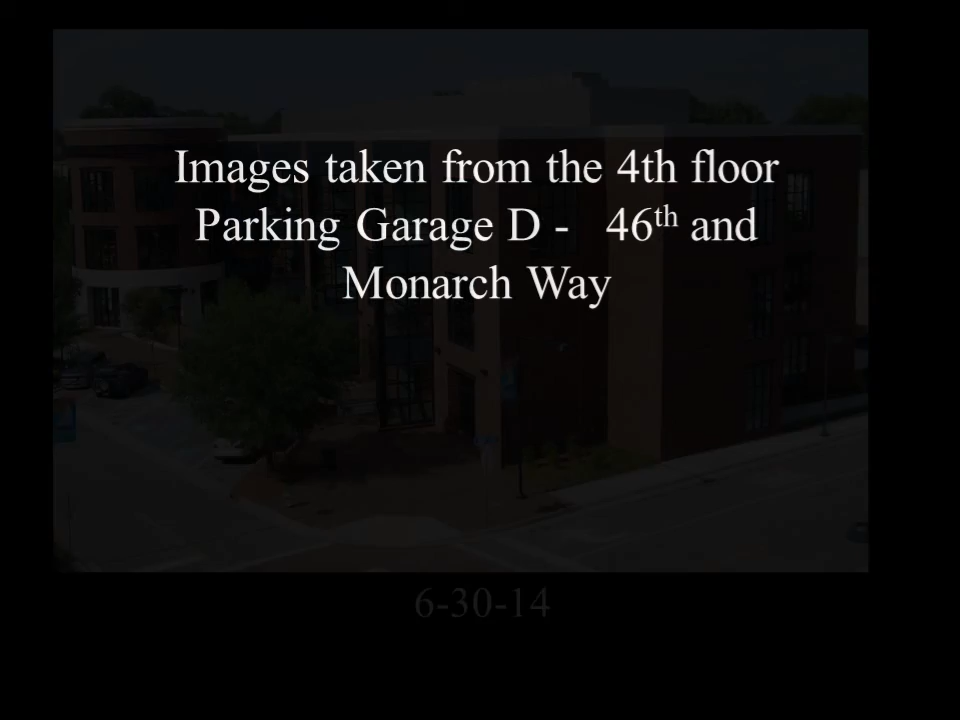 Images taken from the 4th floor
Parking Garage D - 46th and
Monarch Way
6-30-14